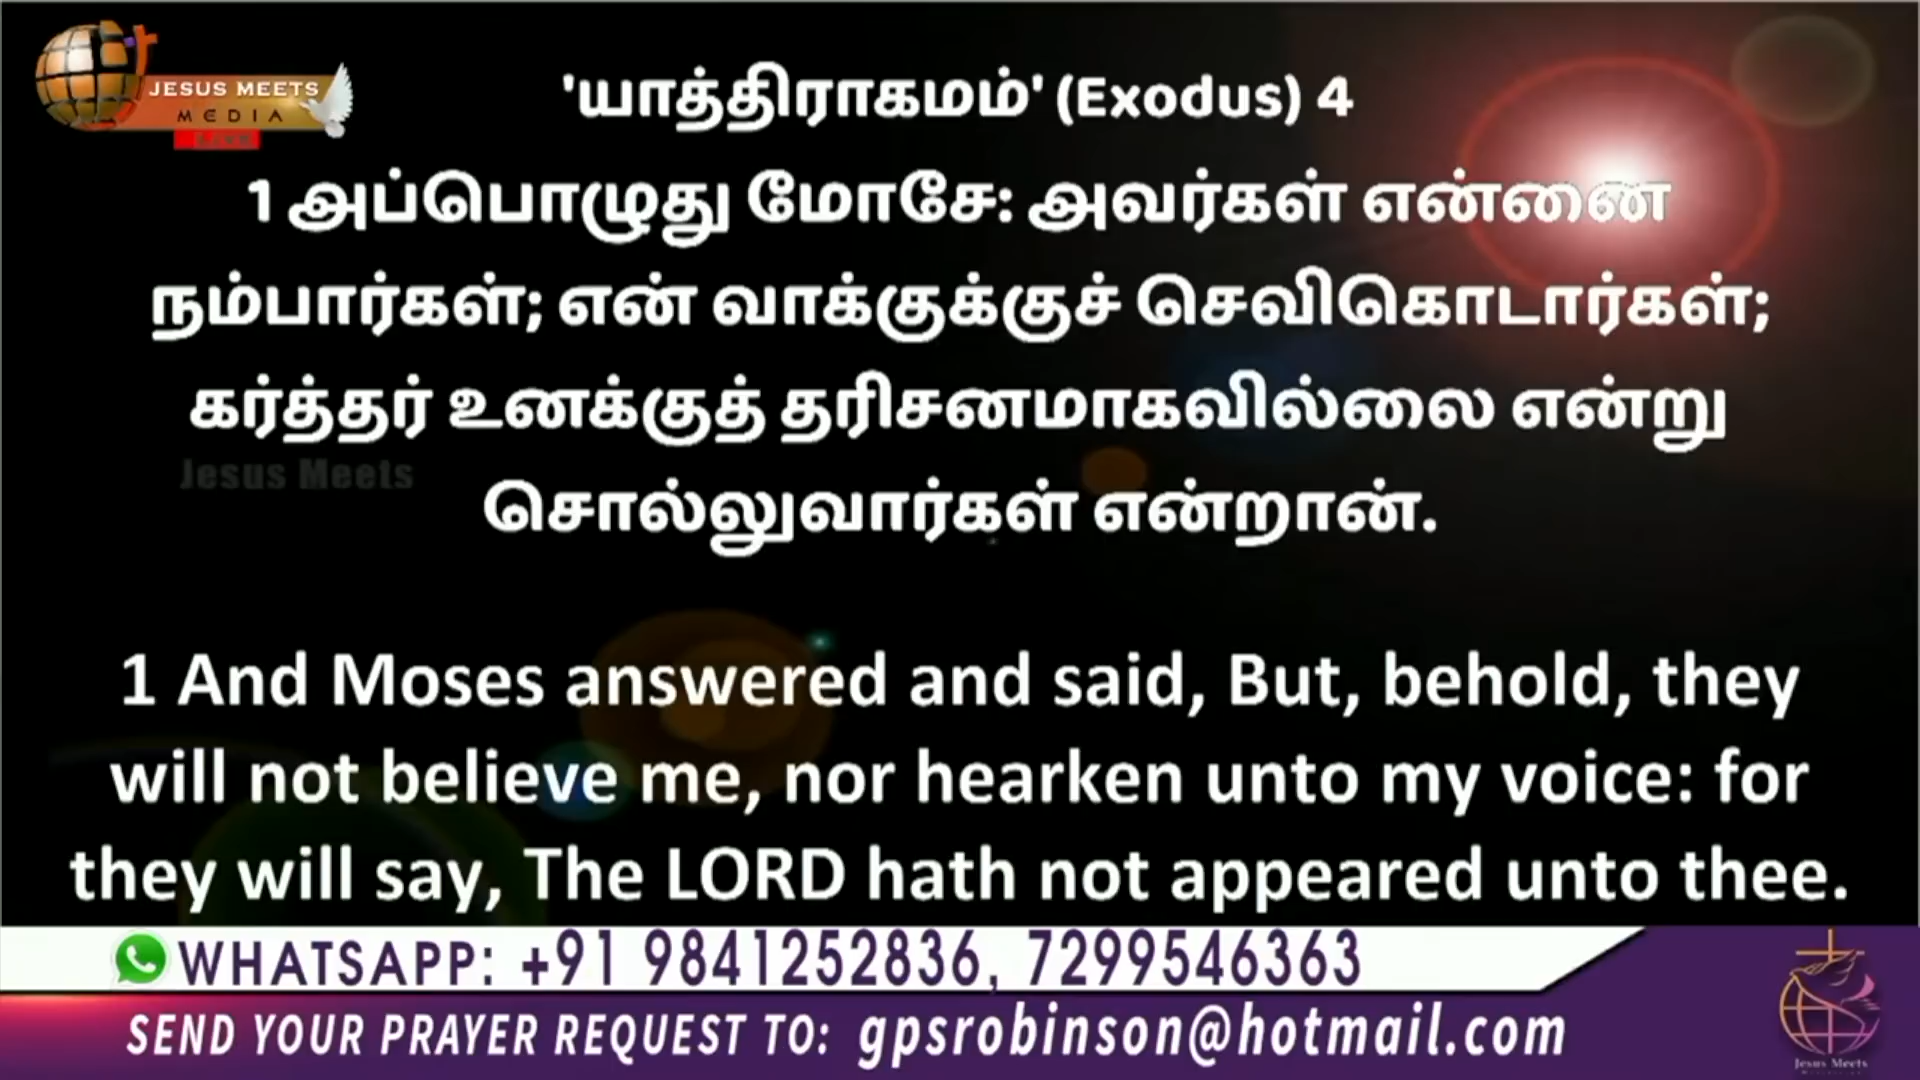 JESUS MEETS
MEDIA
'யாத்திராகமம்' (Exodus) 4
1 அப்பொழுது மோசே: அவர்கள் என்னை
நம்பார்கள்; என் வாக்குக்குச் செவிகொடார்கள்;
கர்த்தர் உனக்குத் தரிசனமாகவில்லை என்று
Jesus Meets
சொல்லுவார்கள் என்றான்.
1 And Moses answered and said, But, behold, they
will not believe me, nor hearken unto my voice: for
they will say, The LORD hath not appeared unto thee.
WHATSAPP: +91 9841252836, 7299546363
SEND YOUR PRAYER REQUEST TO: gpsrobinson@hotmail.com
Jesus Meets